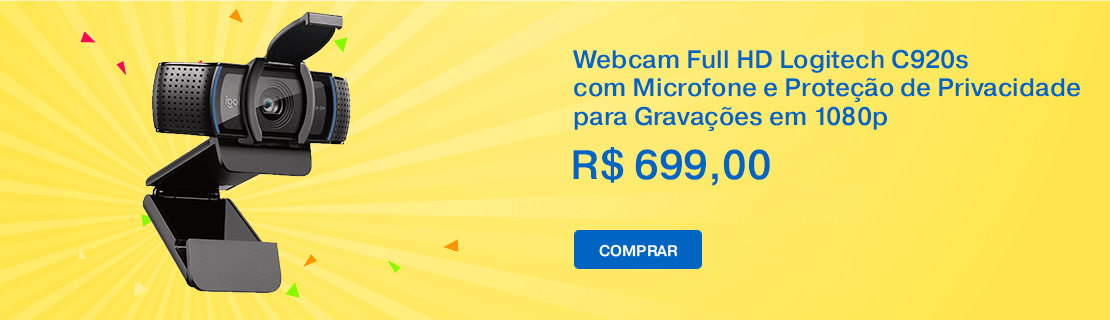 Webcam Full HD Logitech C920s
com Microfone e Proteção de Privacidade
para Gravações em 1080p
R$ 699,00
COMPRAR